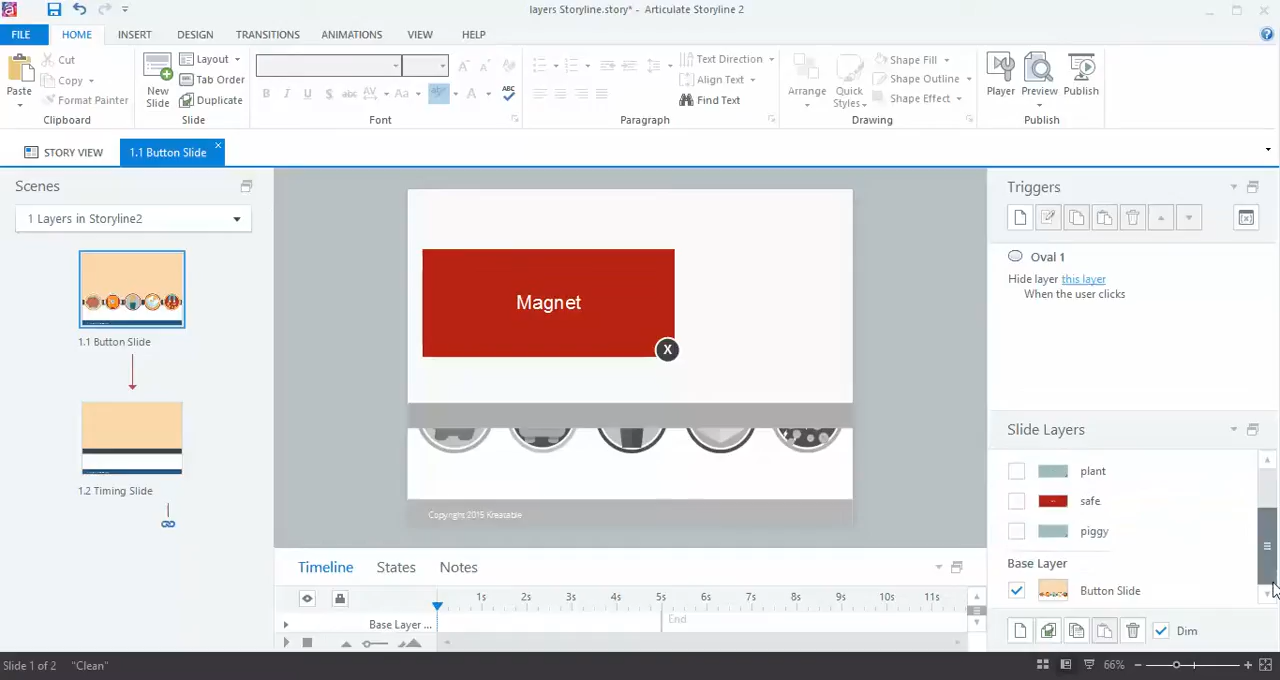 layers Storyline.story* - Articulate Storyline 2
FILE HOME INSERT DESIGN TRANSITIONS ANIMATIONS VIEW HELP
Paste
Cut
Copy
Format Painter
Clipboard
New Slide
Layout
Tab Order
Duplicate
Slide
B I U S abc AV Aa A ABC
Font
Text Direction
Align Text
Find Text
Paragraph
Arrange
Quick Styles
Shape Fill
Shape Outline
Shape Effect
Drawing
Player
Preview
Publish
Publish
STORY VIEW
1.1 Button Slide
Scenes
1 Layers in Storyline2
1.1 Button Slide
1.2 Timing Slide
Magnet
X
Copyright 2015 Kreatable
Timeline States Notes
1s 2s 3s 4s 5s 6s 7s 8s 9s 10s 11s
Base Layer ...
End
Triggers
Oval 1
Hide layer this layer
When the user clicks
Slide Layers
plant
safe
piggy
Base Layer
Button Slide
Dim
Slide 1 of 2 "Clean"
66%